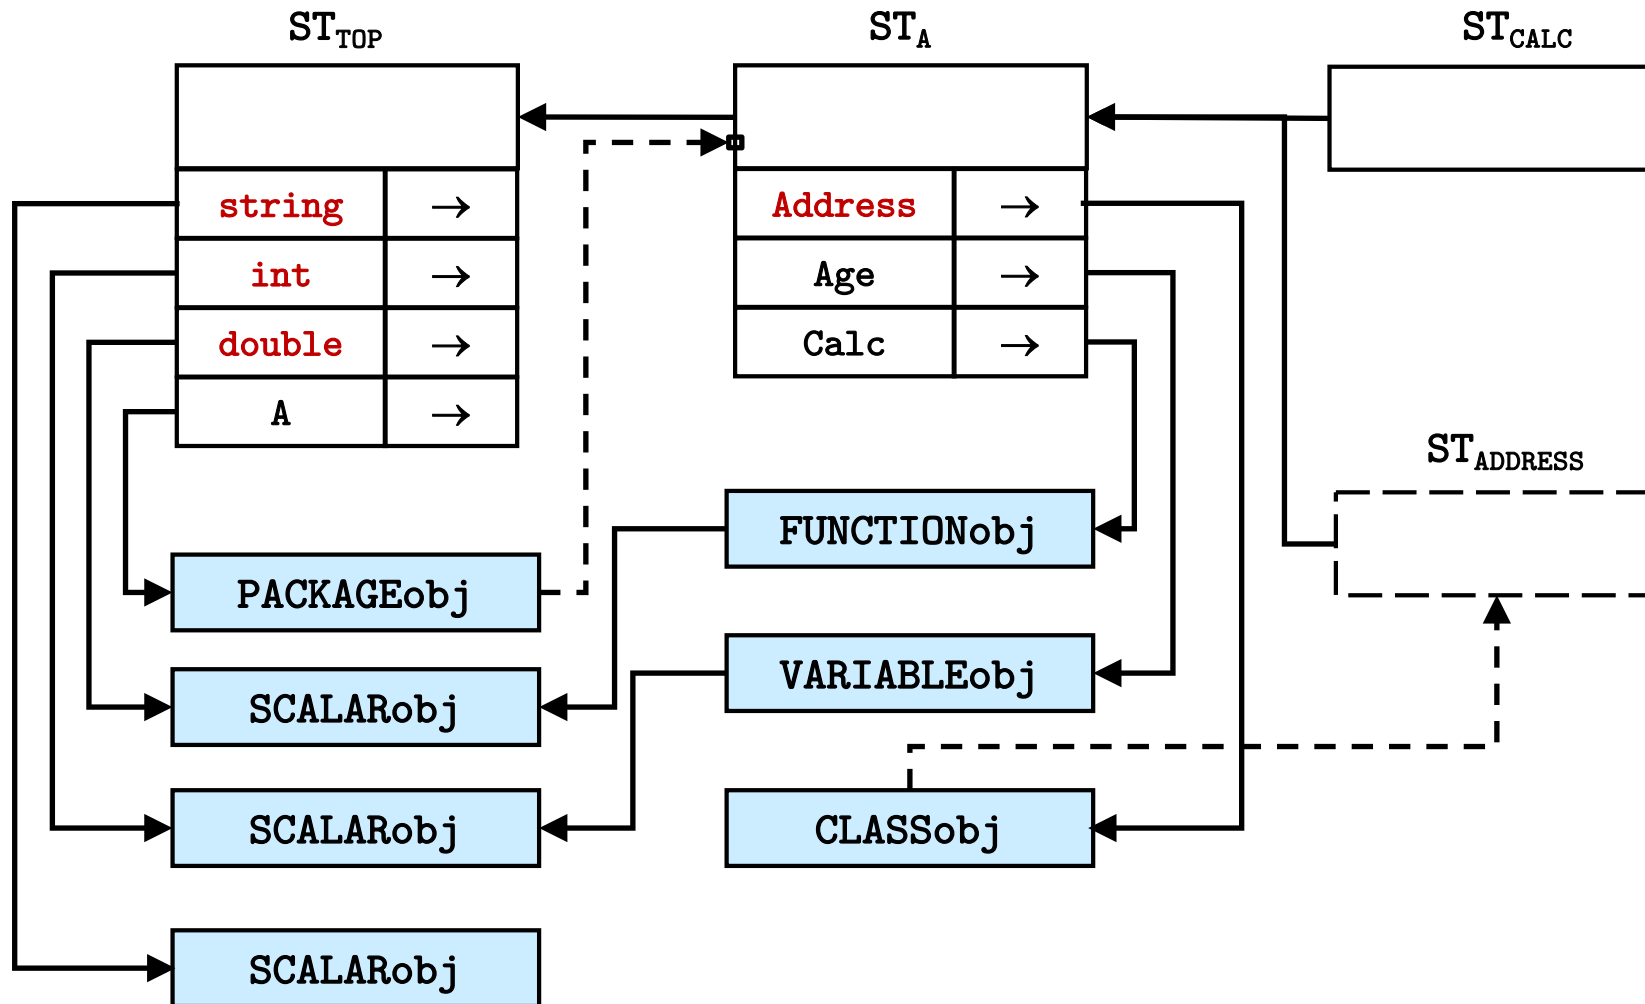 ST_TOP
string →
int →
double →
A →
PACKAGEobj
SCALARobj
SCALARobj
SCALARobj
ST_A
Address →
Age →
Calc →
FUNCTIONobj
VARIABLEobj
CLASSobj
ST_CALC
ST_ADDRESS